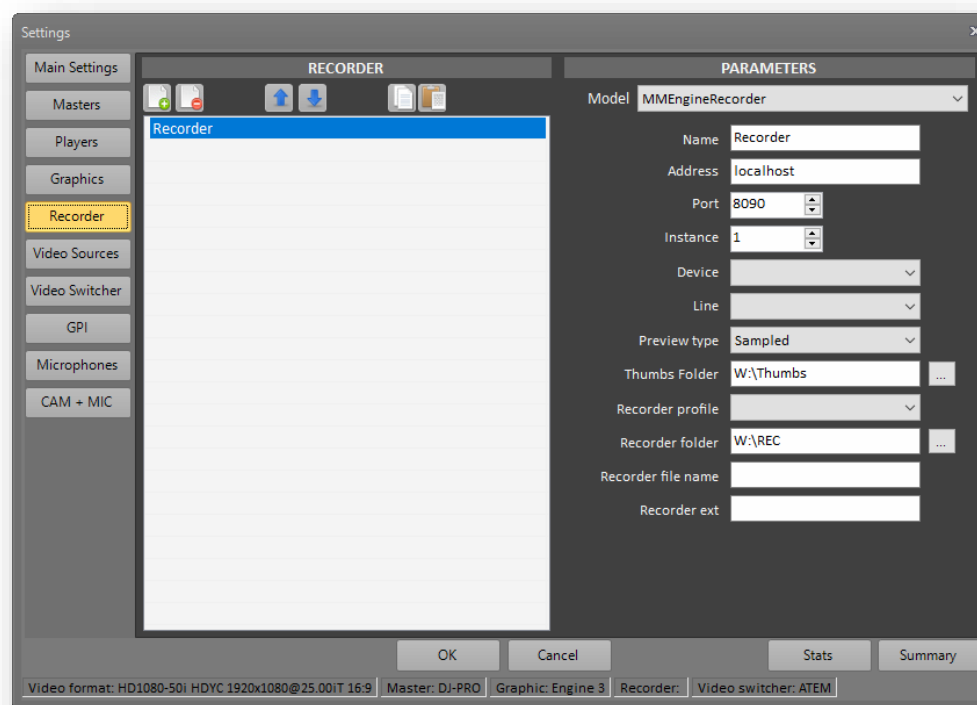 Settings
Main Settings
Masters
Players
Graphics
Recorder
Video Sources
Video Switcher
GPI
Microphones
CAM + MIC
RECORDER
Recorder
PARAMETERS
Model MMEngineRecorder
Name Recorder
Address localhost
Port 8090
Instance 1
Device
Line
Preview type Sampled
Thumbs Folder W:\Thumbs ...
Recorder profile
Recorder folder W:\REC ...
Recorder file name
Recorder ext
OK Cancel Stats Summary
Video format: HD1080-50i HDYC 1920x1080@25.00iT 16:9 Master: DJ-PRO Graphic: Engine 3 Recorder: Video switcher: ATEM